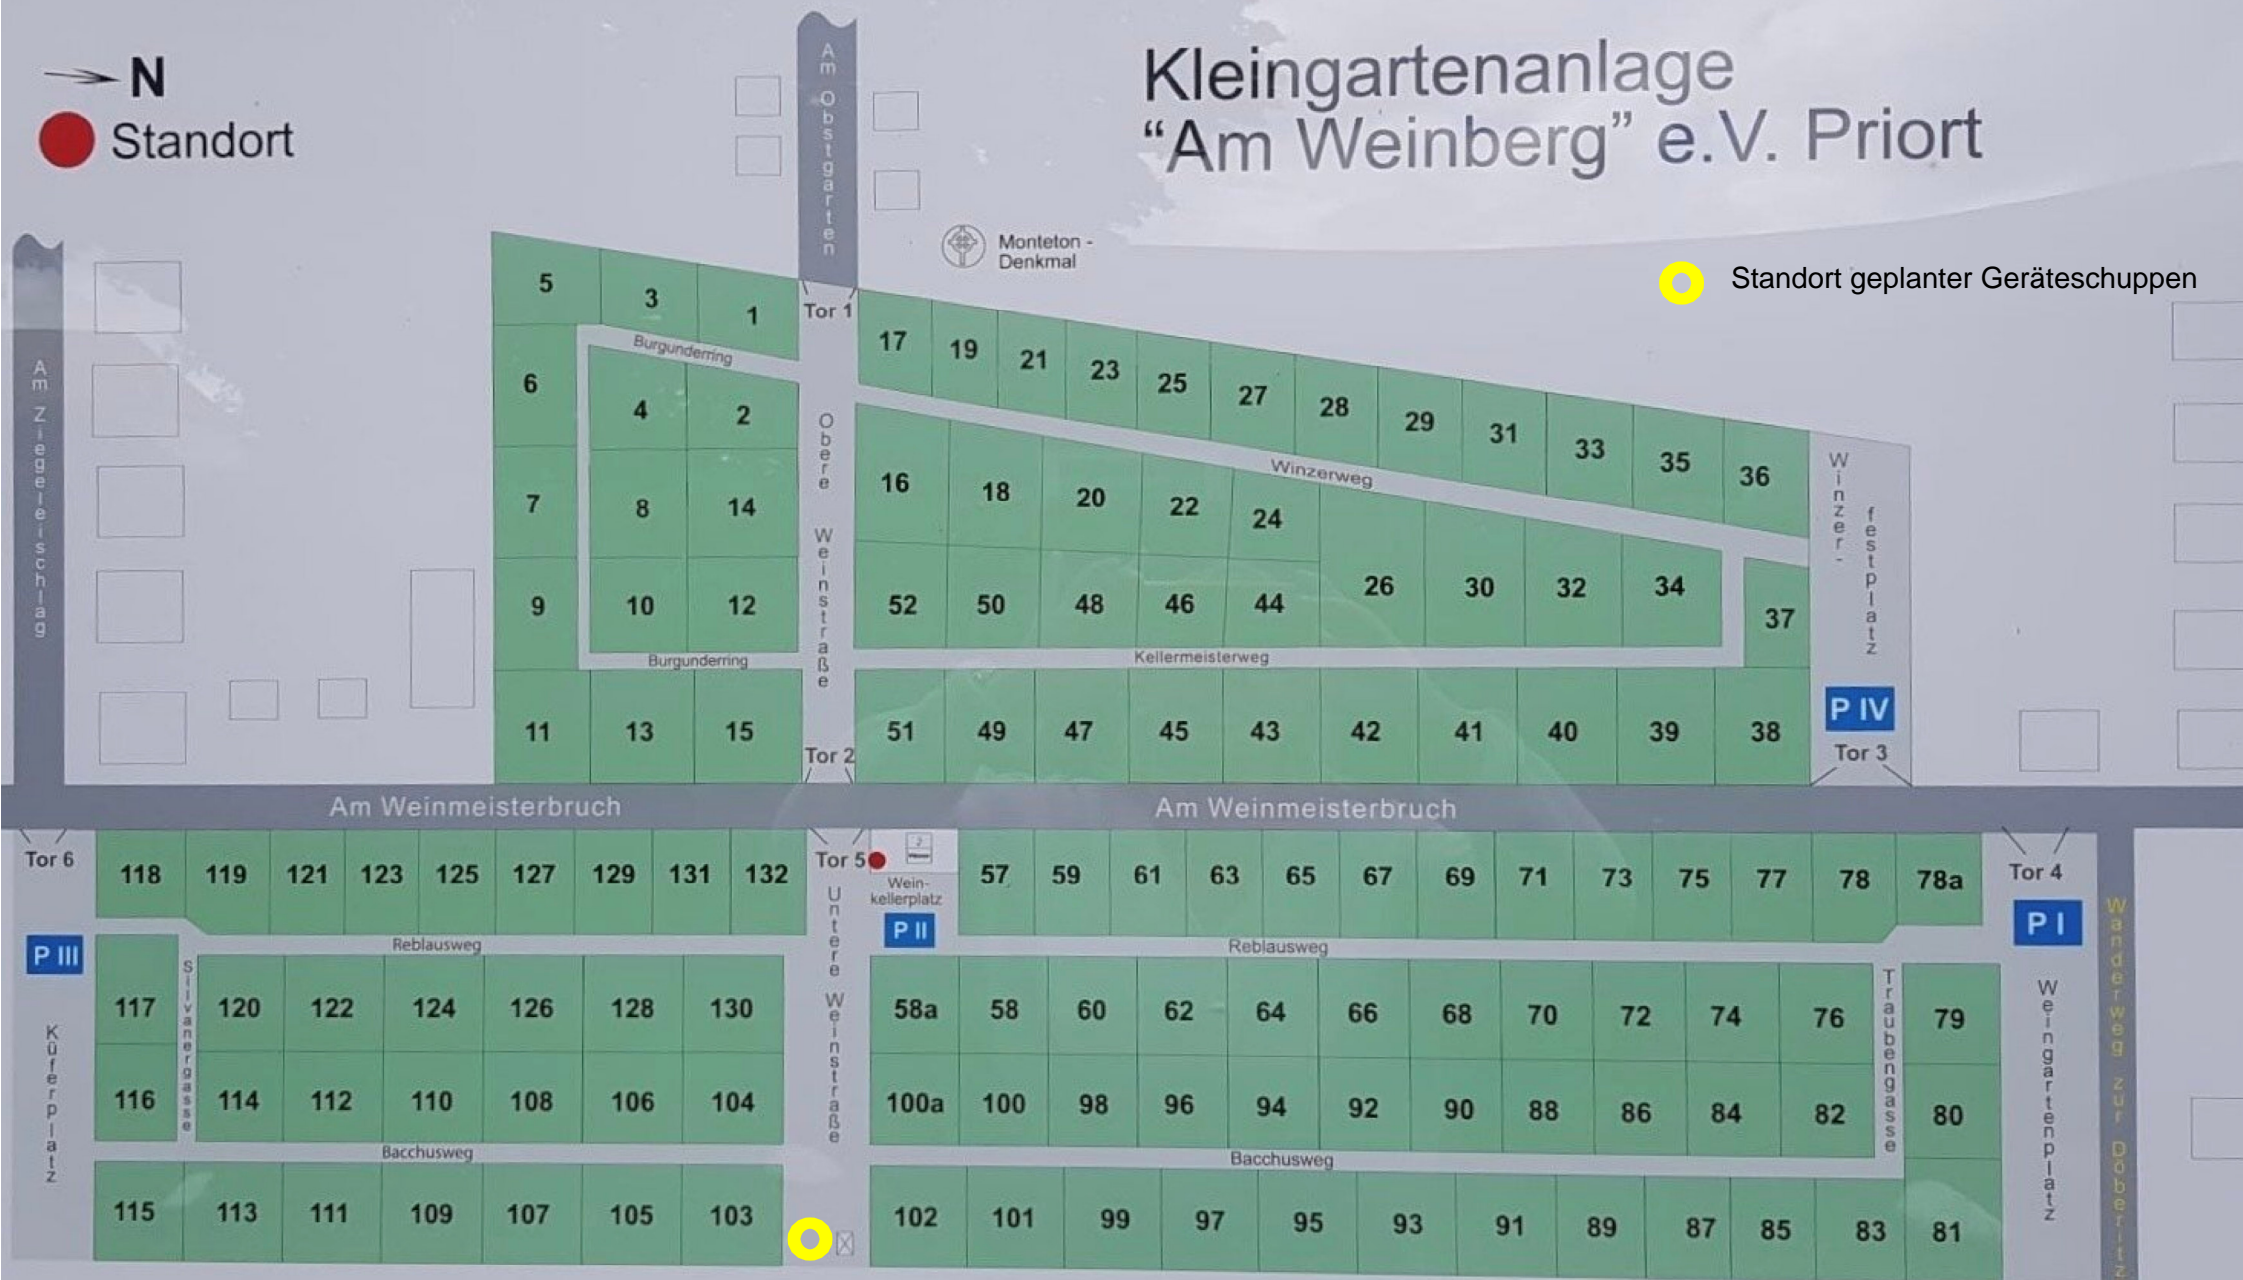 N
Standort
Kleingartenanlage
“Am Weinberg” e.V. Priort
Am Obstgarten
Monteton -
Denkmal
Standort geplanter Geräteschuppen
Am Ziegeleischlag
5
3
1
Tor 1
Burgunderring
17
19
21
23
25
27
28
29
31
33
35
36
6
4
2
Obere Weinstraße
Winzerweg
Winzer-
festplatz
16
18
20
22
24
7
8
14
26
30
32
34
37
9
10
12
52
50
48
46
44
Burgunderring
Kellermeisterweg
11
13
15
Tor 2
51
49
47
45
43
42
41
40
39
38
P IV
Tor 3
Am Weinmeisterbruch
Am Weinmeisterbruch
Tor 6
118
119
121
123
125
127
129
131
132
Tor 5
Wein-
kellerplatz
P II
57
59
61
63
65
67
69
71
73
75
77
78
78a
Tor 4
P I
P III
Reblausweg
Untere Weinstraße
Reblausweg
Küferplatz
117
Silvanergasse
120
122
124
126
128
130
58a
58
60
62
64
66
68
70
72
74
76
Traubengasse
79
Weingartenplatz
Wanderweg zur Döberitz
116
114
112
110
108
106
104
100a
100
98
96
94
92
90
88
86
84
82
80
Bacchusweg
Bacchusweg
115
113
111
109
107
105
103
102
101
99
97
95
93
91
89
87
85
83
81